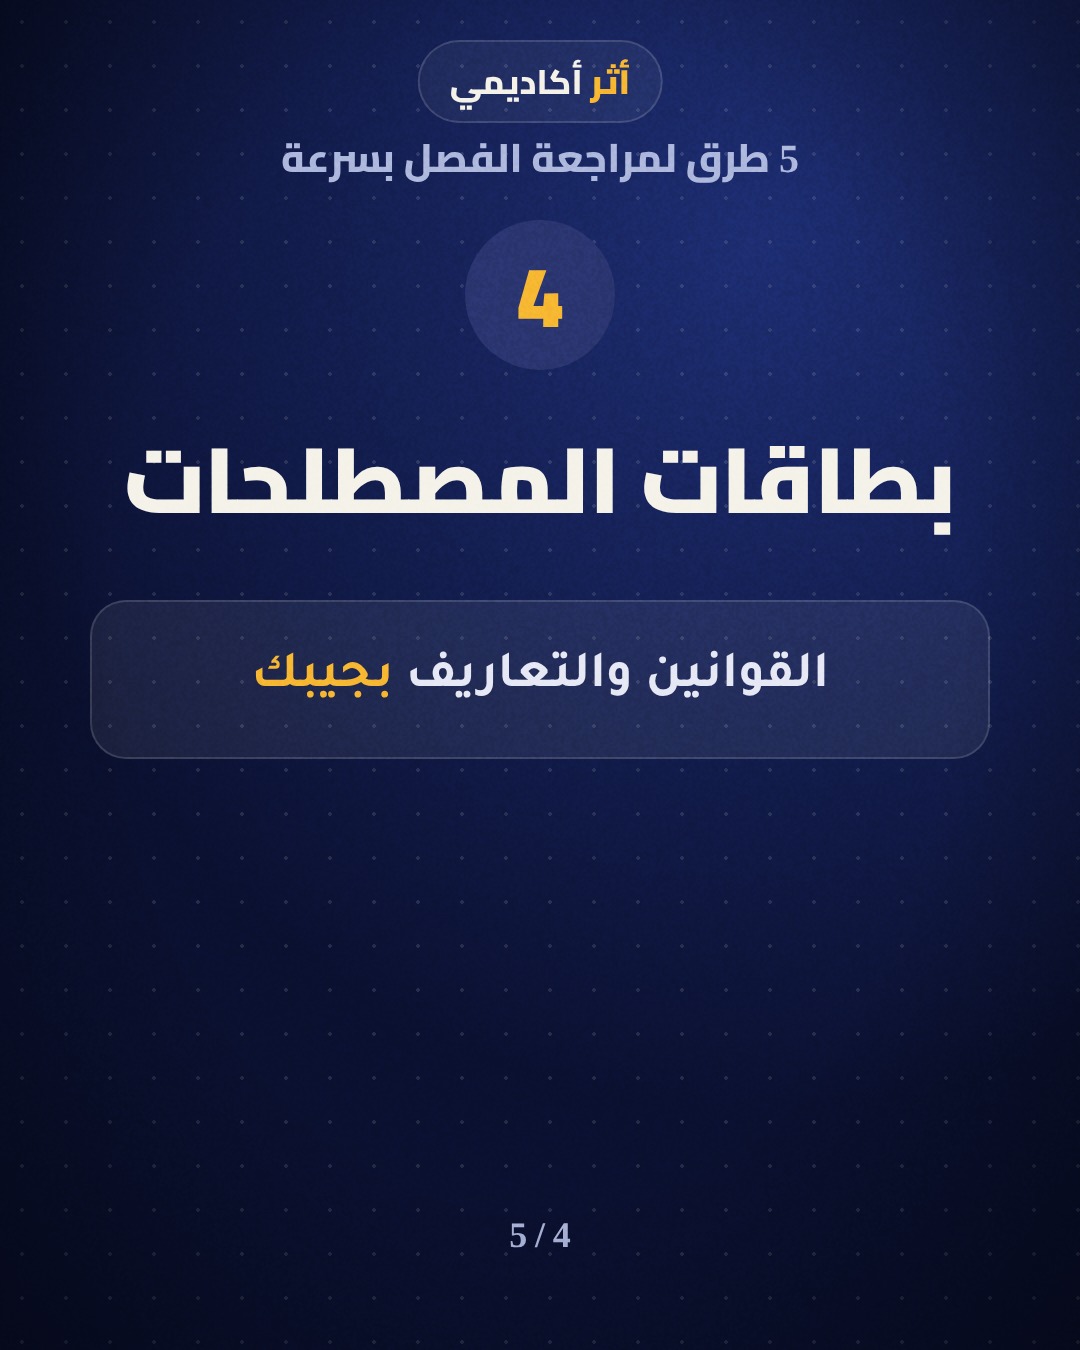 أثر أكاديمي
5 طرق لمراجعة الفصل بسرعة
4
بطاقات المصطلحات
القوانين والتعاريف بجيبك
5 / 4